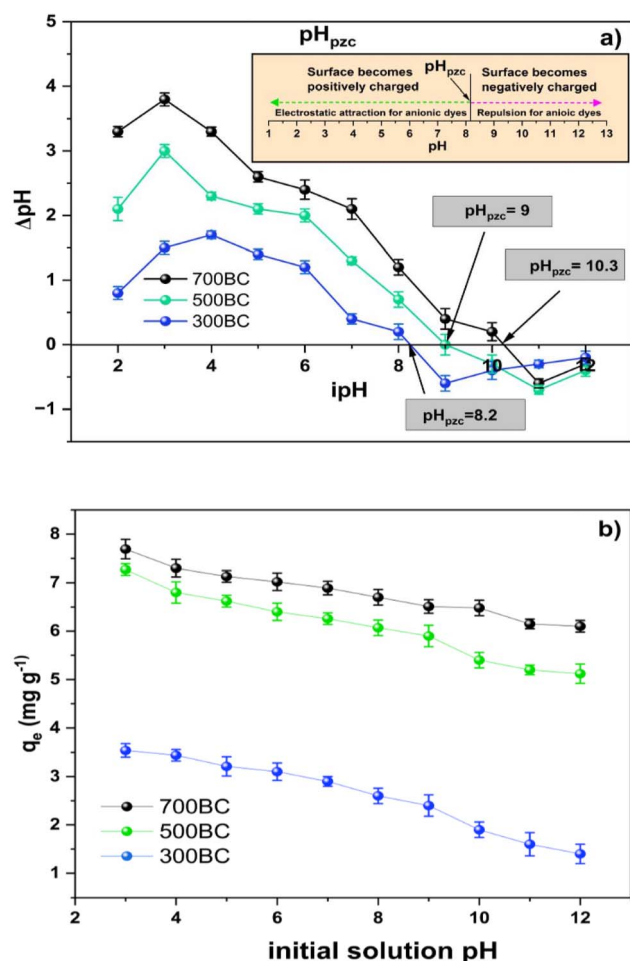 pHpzc
a)
Surface becomes
positively charged
pHpzc
Surface becomes
negatively charged
Electrostatic attraction for anionic dyes
Repulsion for anioic dyes
1 2 3 4 5 6 7 8 9 10 11 12 13
pH
5
4
3
2
1
0
−1
ΔpH
pHpzc= 9
pHpzc= 10.3
700BC
500BC
300BC
2 4 6 8 10 12
ipH
pHpzc=8.2
b)
8
7
6
5
4
3
2
1
qe (mg g-1)
700BC
500BC
300BC
2 4 6 8 10 12
initial solution pH